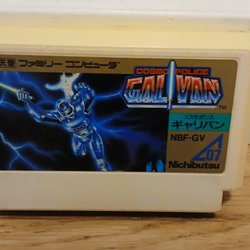 ファミリー コンピュータ
COSMO POLICE
GALIVAN
TM
コスモポリス
ギャリバン
NBF-GV
07
Nichibutsu